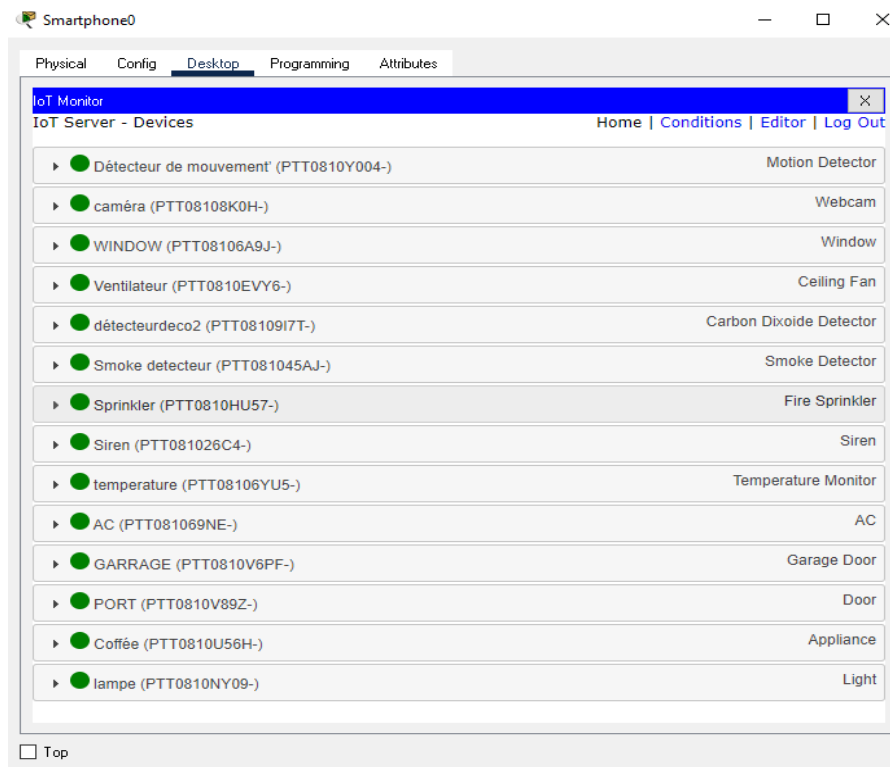 Smartphone0
Physical Config Desktop Programming Attributes
IoT Monitor X
IoT Server - Devices Home | Conditions | Editor | Log Out
Détecteur de mouvement' (PTT0810Y004-) Motion Detector
caméra (PTT08108K0H-) Webcam
WINDOW (PTT08106A9J-) Window
Ventilateur (PTT0810EVY6-) Ceiling Fan
détecteurdeco2 (PTT08109I7T-) Carbon Dixoide Detector
Smoke detecteur (PTT081045AJ-) Smoke Detector
Sprinkler (PTT0810HU57-) Fire Sprinkler
Siren (PTT081026C4-) Siren
temperature (PTT08106YU5-) Temperature Monitor
AC (PTT081069NE-) AC
GARRAGE (PTT0810V6PF-) Garage Door
PORT (PTT0810V89Z-) Door
Coffée (PTT0810U56H-) Appliance
lampe (PTT0810NY09-) Light
Top